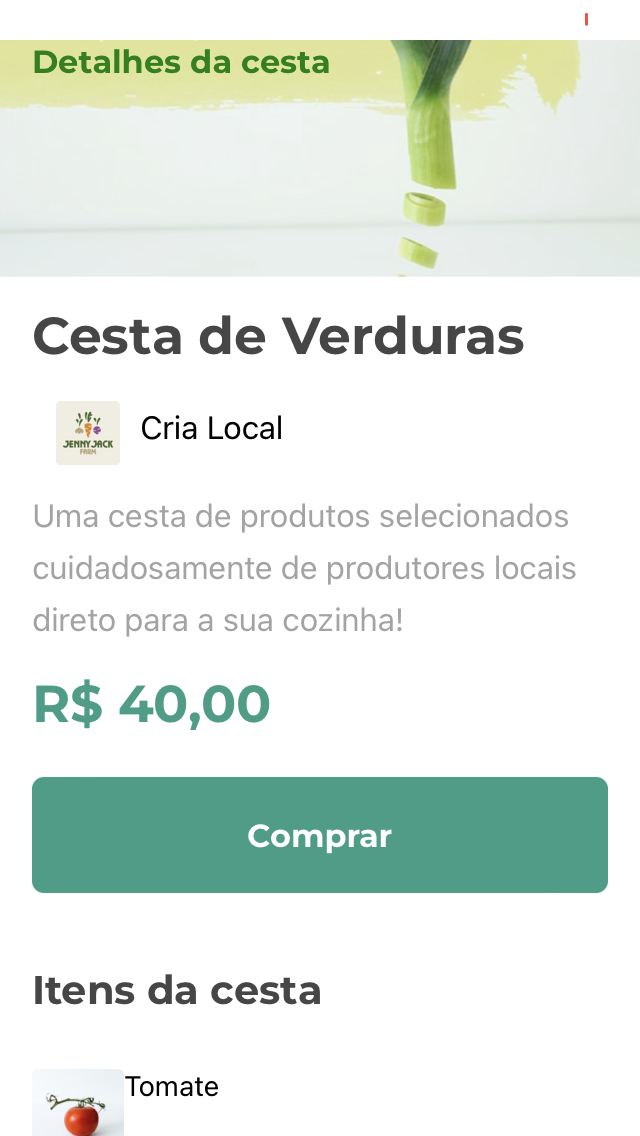 Detalhes da cesta
Cesta de Verduras
JENNY JACK
FARM
Cria Local
Uma cesta de produtos selecionados
cuidadosamente de produtores locais
direto para a sua cozinha!
R$ 40,00
Comprar
Itens da cesta
Tomate